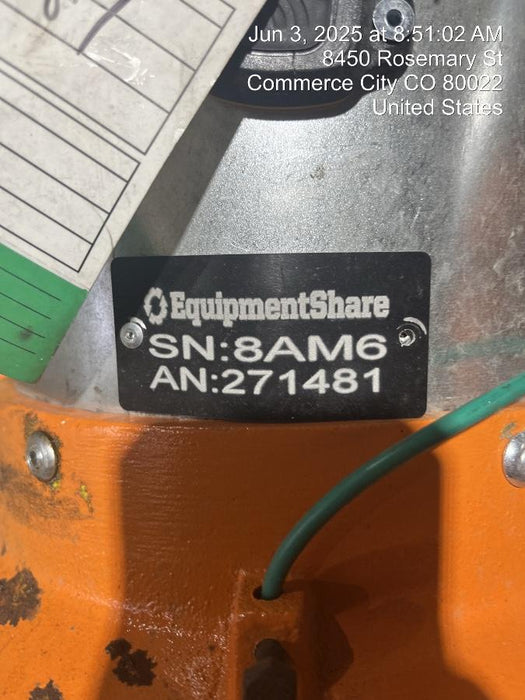 Jun 3, 2025 at 8:51:02 AM
8450 Rosemary St
Commerce City CO 80022
United States
EquipmentShare
SN:8AM6
AN:271481